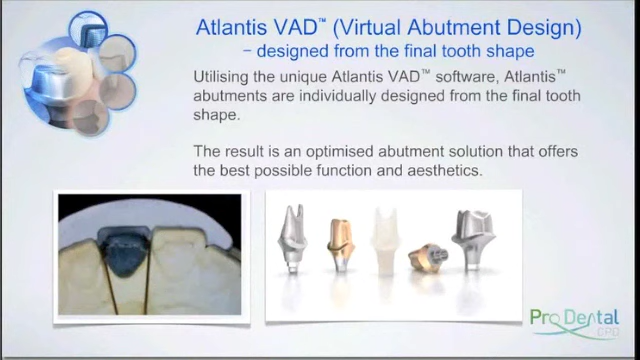 Atlantis VAD™ (Virtual Abutment Design)
– designed from the final tooth shape
Utilising the unique Atlantis VAD™ software, Atlantis™
abutments are individually designed from the final tooth
shape.
The result is an optimised abutment solution that offers
the best possible function and aesthetics.
Pro Dental
CPD